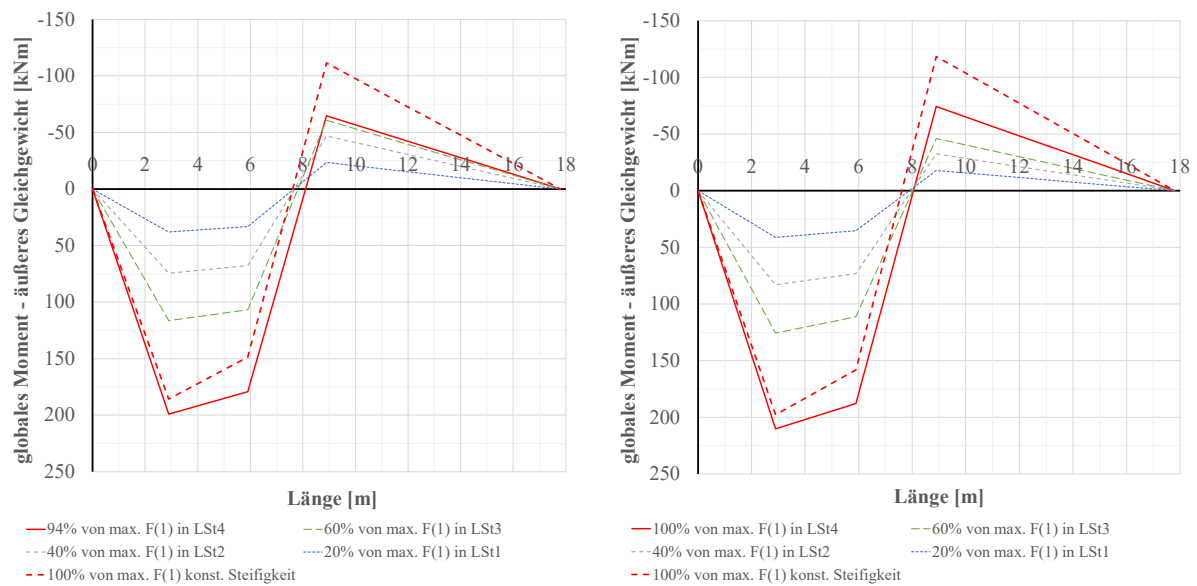 globales Moment - äußeres Gleichgewicht [kNm]
-150
-100
-50
0
50
100
150
200
250
0 2 4 6 8 10 12 14 16 18
Länge [m]
94% von max. F(1) in LSt4
60% von max. F(1) in LSt3
40% von max. F(1) in LSt2
20% von max. F(1) in LSt1
100% von max. F(1) konst. Steifigkeit
globales Moment - äußeres Gleichgewicht [kNm]
-150
-100
-50
0
50
100
150
200
250
0 2 4 6 8 10 12 14 16 18
Länge [m]
100% von max. F(1) in LSt4
60% von max. F(1) in LSt3
40% von max. F(1) in LSt2
20% von max. F(1) in LSt1
100% von max. F(1) konst. Steifigkeit